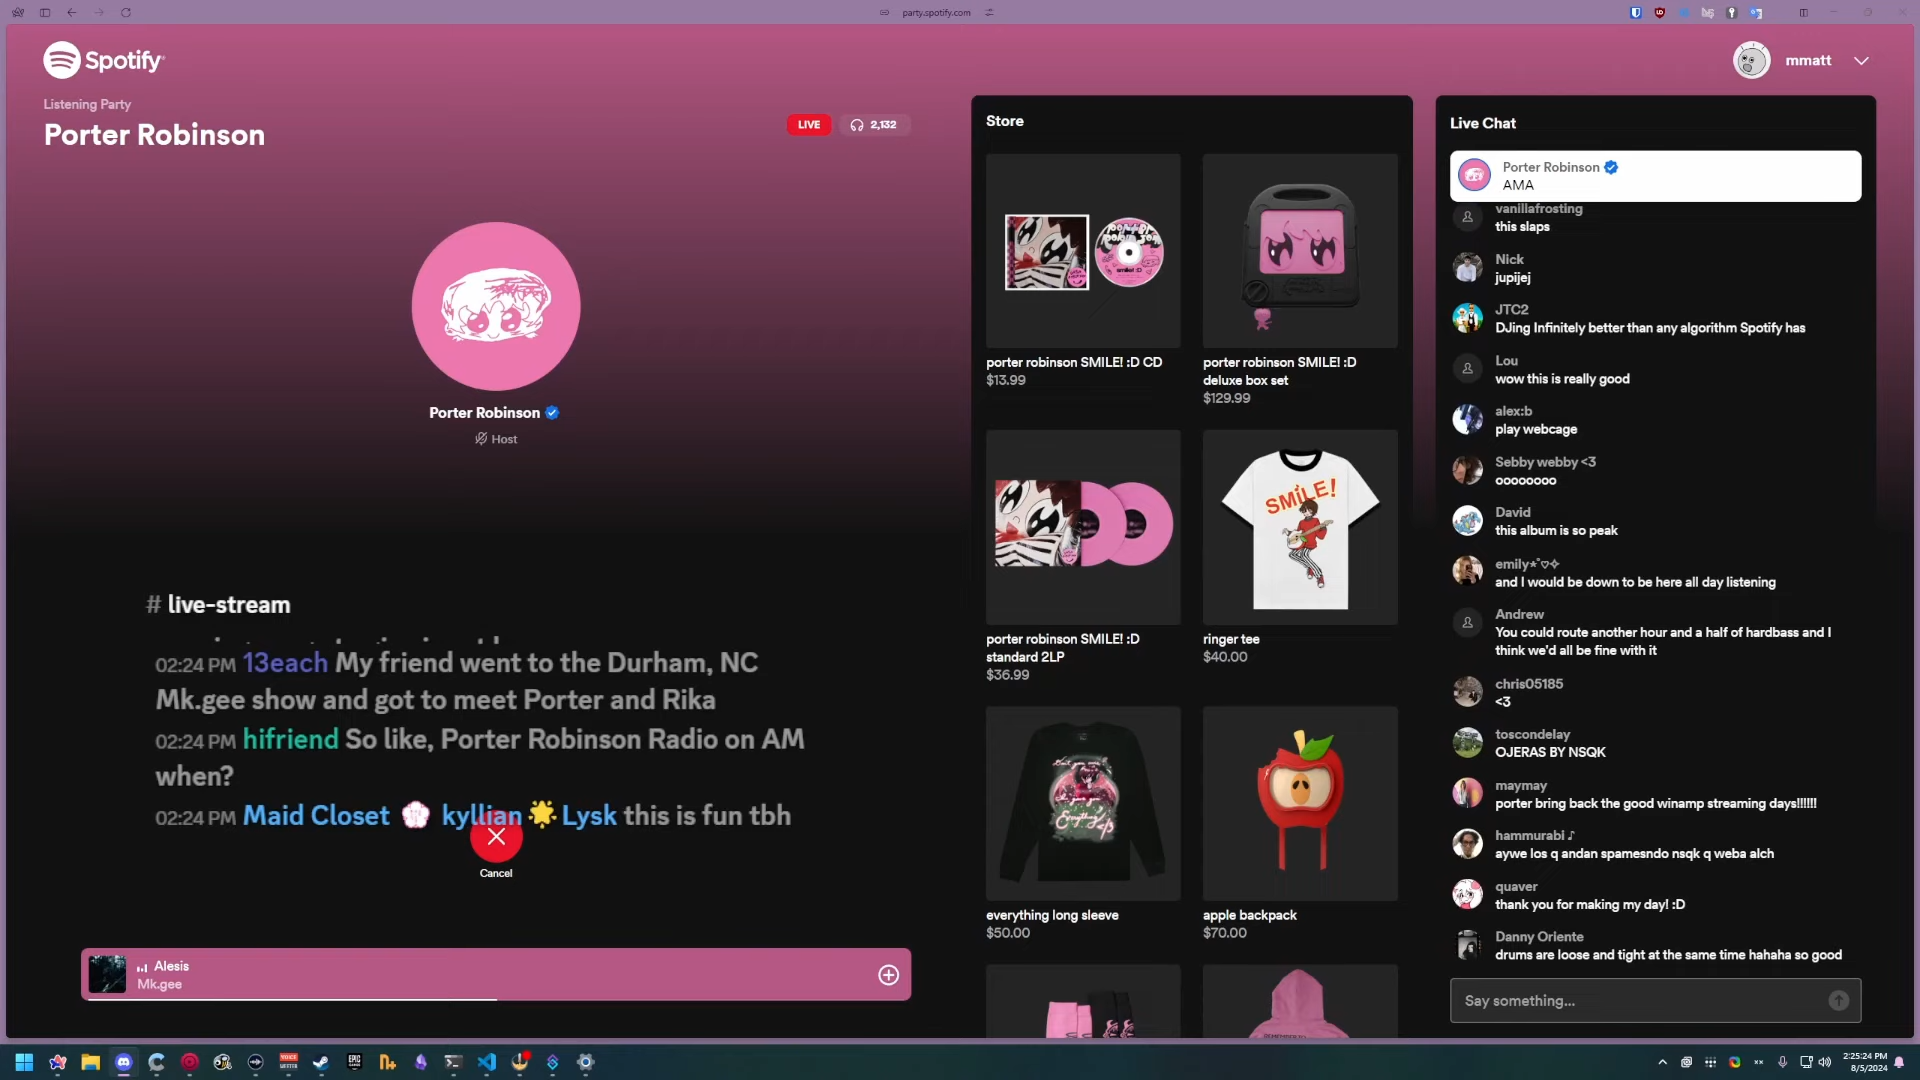 party.spotify.com
Spotify
mmatt
Listening Party
Porter Robinson
LIVE
2,132
Porter Robinson
Host
# live-stream
02:24 PM 13each My friend went to the Durham, NC
Mk.gee show and got to meet Porter and Rika
02:24 PM hifriend So like, Porter Robinson Radio on AM
when?
02:24 PM Maid Closet kyllian Lysk this is fun tbh
Cancel
Alesis
Mk.gee
Store
porter robinson SMILE! :D CD
$13.99
porter robinson SMILE! :D
deluxe box set
$129.99
SMiLE!
porter robinson SMILE! :D
standard 2LP
$36.99
ringer tee
$40.00
everything long sleeve
$50.00
apple backpack
$70.00
Live Chat
Porter Robinson
AMA
vanillafrosting
this slaps
Nick
jupijej
JTC2
DJing Infinitely better than any algorithm Spotify has
Lou
wow this is really good
alex:b
play webcage
Sebby webby <3
oooooooo
David
this album is so peak
emily⋆˚♡✧
and I would be down to be here all day listening
Andrew
You could route another hour and a half of hardbass and I
think we'd all be fine with it
chris05185
<3
toscondelay
OJERAS BY NSQK
maymay
porter bring back the good winamp streaming days!!!!!!
hammurabi ♪
aywe los q andan spamesndo nsqk q weba alch
quaver
thank you for making my day! :D
Danny Oriente
drums are loose and tight at the same time hahaha so good
Say something...
2:25:24 PM
8/5/2024